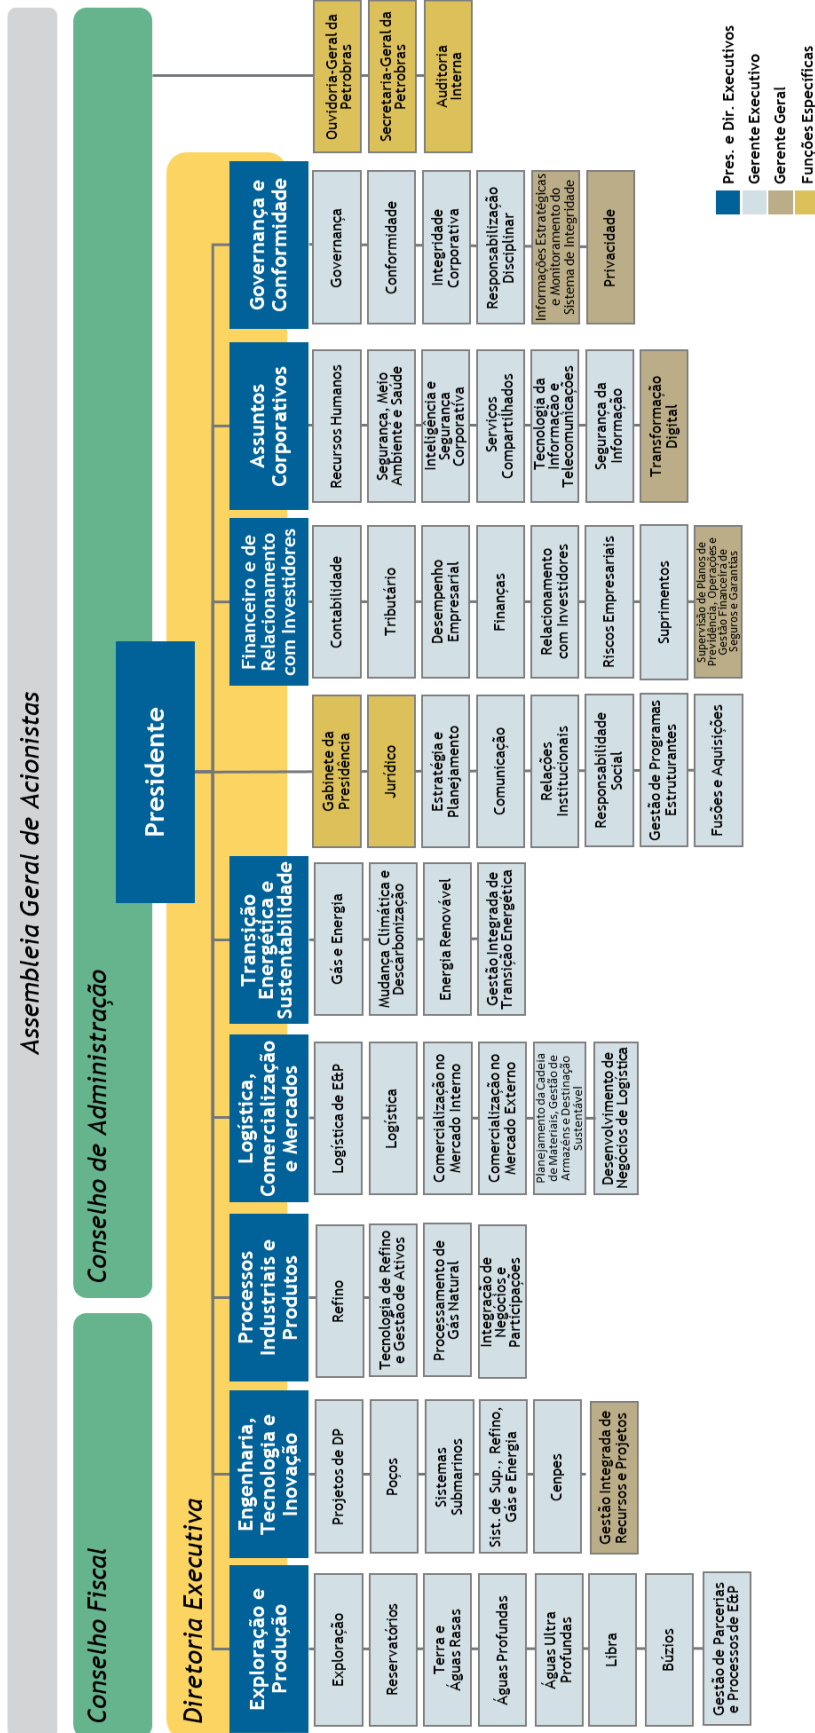 Assembleia Geral de Acionistas
Conselho Fiscal
Conselho de Administração
Diretoria Executiva
Presidente
Exploração e
Produção
Exploração
Reservatórios
Terra e
Águas Rasas
Águas Profundas
Águas Ultra
Profundas
Libra
Búzios
Gestão de Parcerias
e Processos de E&P
Engenharia,
Tecnologia e
Inovação
Projetos de DP
Poços
Sistemas
Submarinos
Sist. de Sup., Refino,
Gás e Energia
Cenpes
Gestão Integrada de
Recursos e Projetos
Processos
Industriais e
Produtos
Refino
Tecnologia de Refino
e Gestão de Ativos
Processamento de
Gás Natural
Integração de
Negócios e
Participações
Logística,
Comercialização
e Mercados
Logística de E&P
Logística
Comercialização no
Mercado Interno
Comercialização no
Mercado Externo
Planejamento da Cadeia
de Materiais, Gestão de
Armazéns e Destinação
Sustentável
Desenvolvimento de
Negócios de Logística
Transição
Energética e
Sustentabilidade
Gás e Energia
Mudança Climática e
Descarbonização
Energia Renovável
Gestão Integrada de
Transição Energética
Gabinete da
Presidência
Jurídico
Estratégia e
Planejamento
Comunicação
Relações
Institucionais
Responsabilidade
Social
Gestão de Programas
Estruturantes
Fusões e Aquisições
Financeiro e de
Relacionamento
com Investidores
Contabilidade
Tributário
Desempenho
Empresarial
Finanças
Relacionamento
com Investidores
Riscos Empresariais
Suprimentos
Supervisão de Planos de
Previdência, Operações e
Gestão Financeira de
Seguros e Garantias
Assuntos
Corporativos
Recursos Humanos
Segurança, Meio
Ambiente e Saúde
Inteligência e
Segurança
Corporativa
Serviços
Compartilhados
Tecnologia da
Informação e
Telecomunicações
Segurança da
Informação
Transformação
Digital
Governança e
Conformidade
Governança
Conformidade
Integridade
Corporativa
Responsabilização
Disciplinar
Informações Estratégicas
e Monitoramento do
Sistema de Integridade
Privacidade
Ouvidoria-Geral da
Petrobras
Secretaria-Geral da
Petrobras
Auditoria
Interna
Pres. e Dir. Executivos
Gerente Executivo
Gerente Geral
Funções Específicas